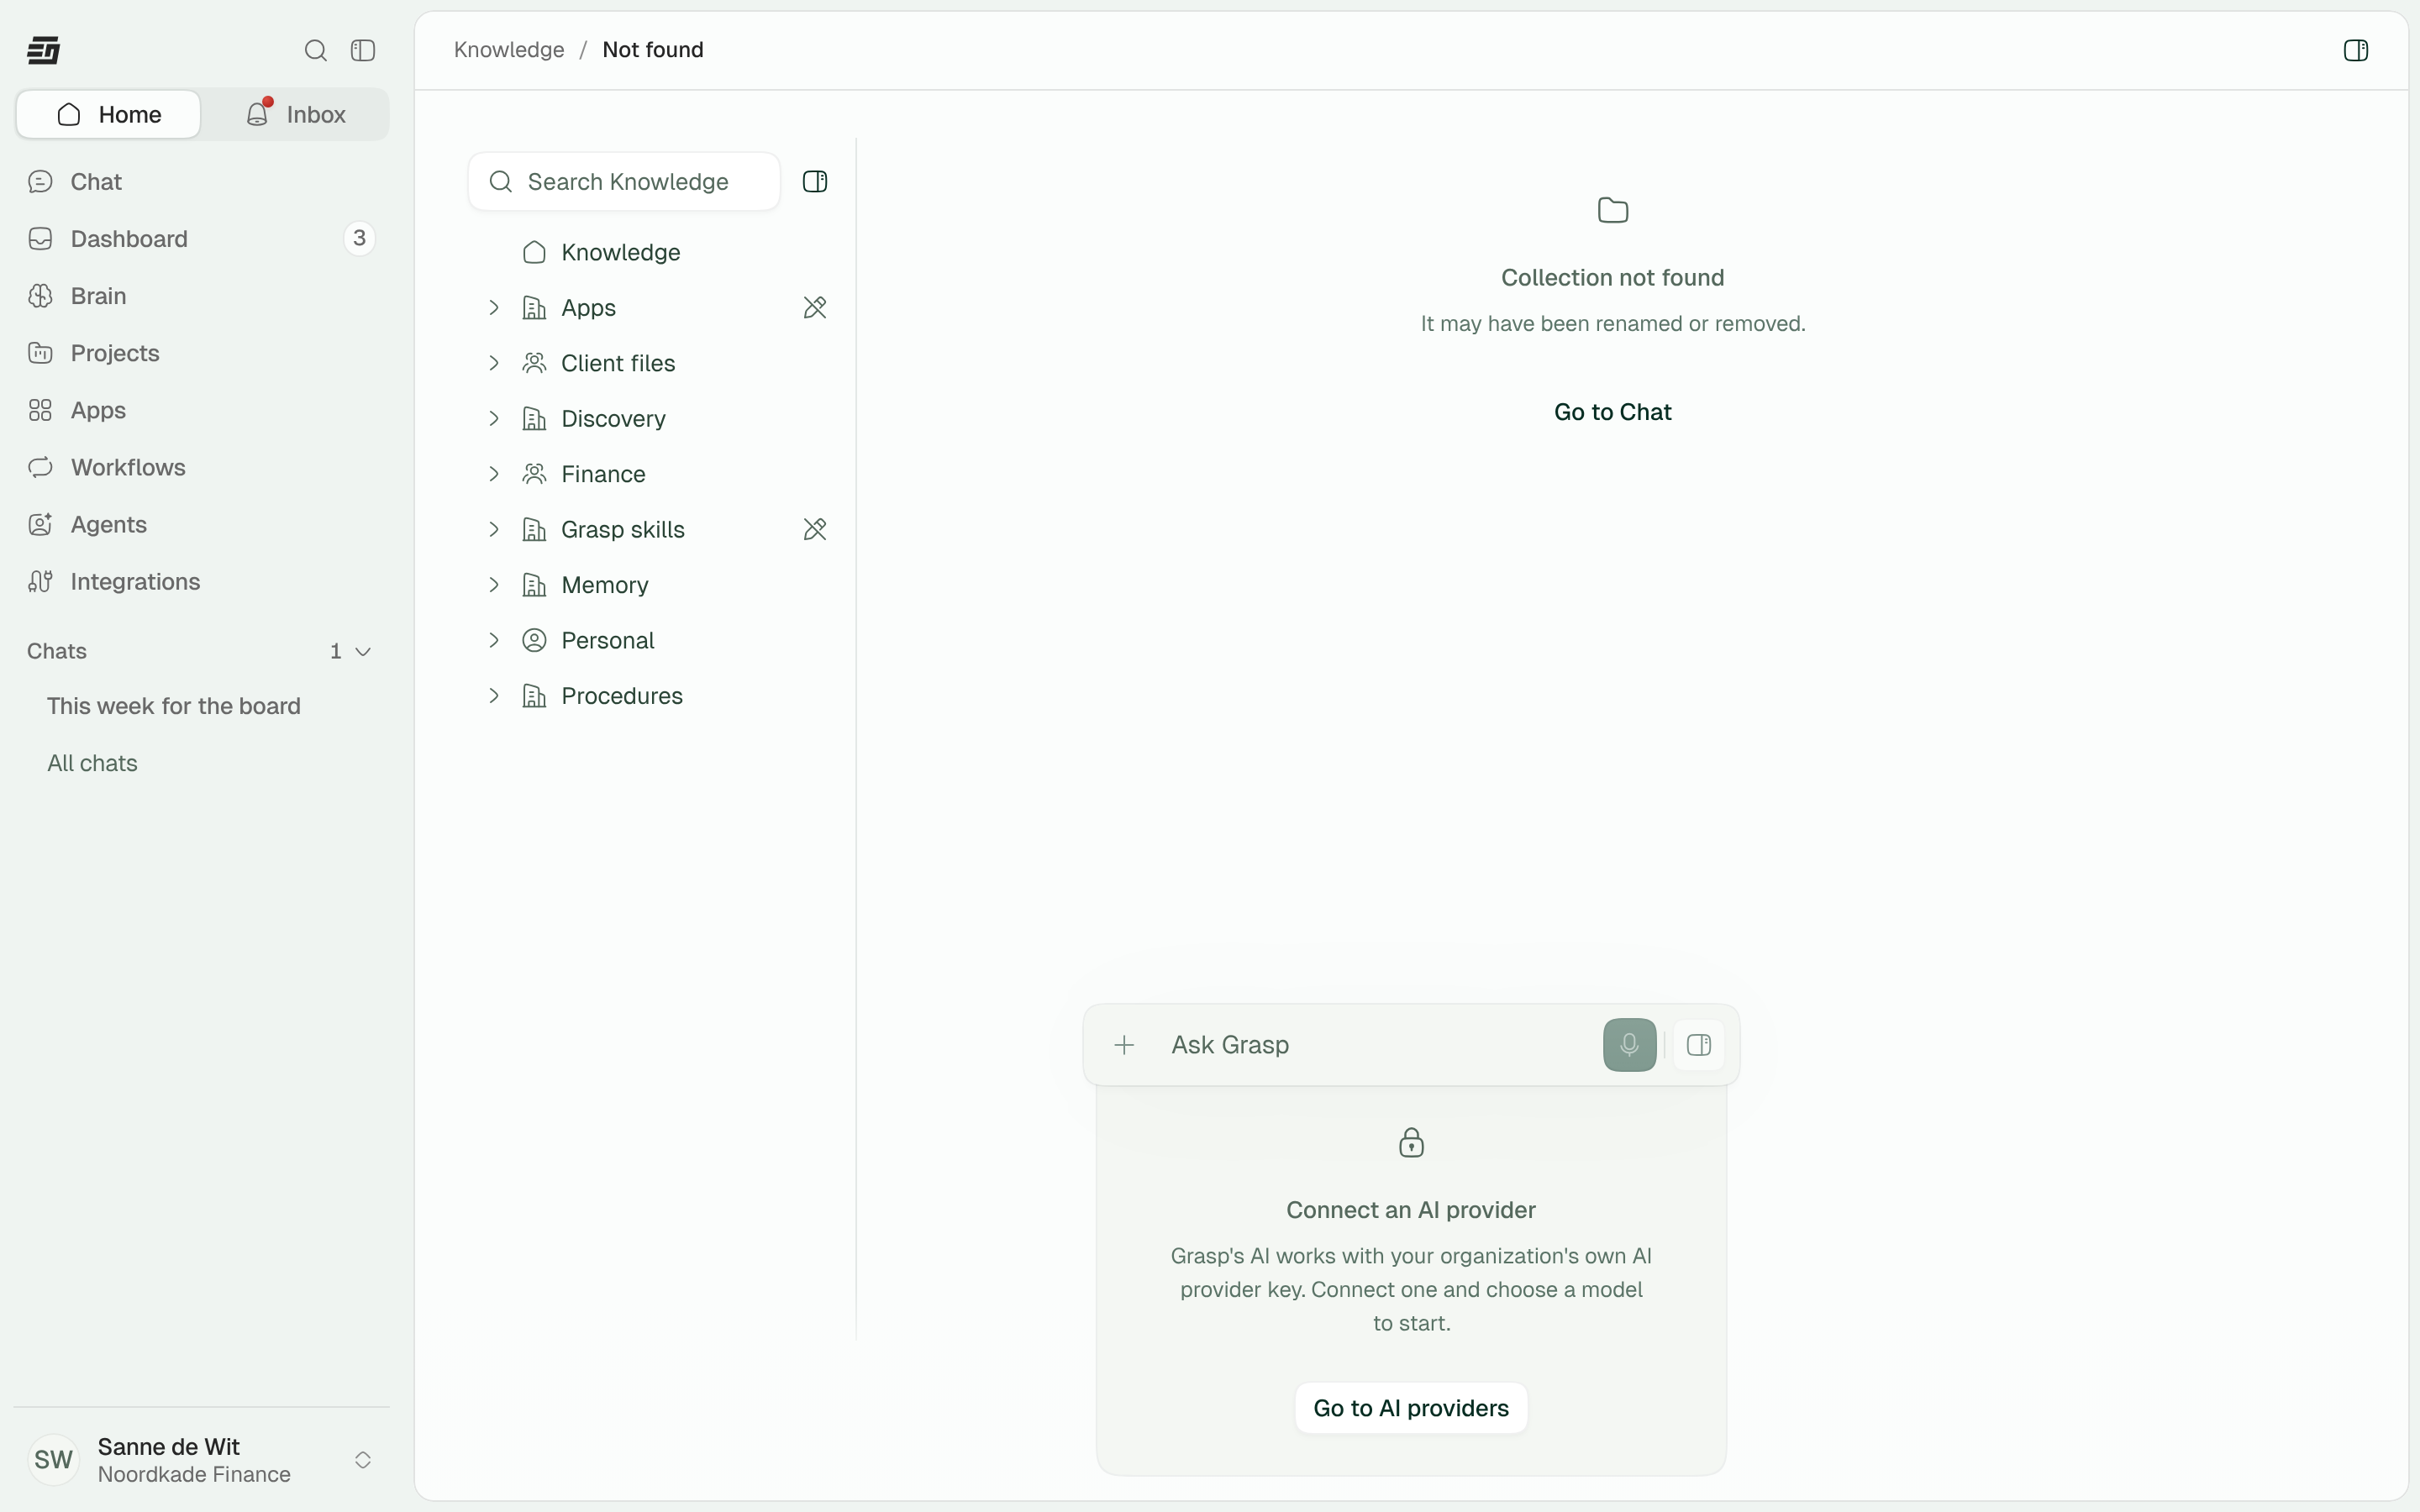 Knowledge / Not found
Home
Inbox
Chat
Dashboard
3
Brain
Projects
Apps
Workflows
Agents
Integrations
Chats
1
This week for the board
All chats
SW
Sanne de Wit
Noordkade Finance
Search Knowledge
Knowledge
Apps
Client files
Discovery
Finance
Grasp skills
Memory
Personal
Procedures
Collection not found
It may have been renamed or removed.
Go to Chat
Ask Grasp
Connect an AI provider
Grasp's AI works with your organization's own AI
provider key. Connect one and choose a model
to start.
Go to AI providers